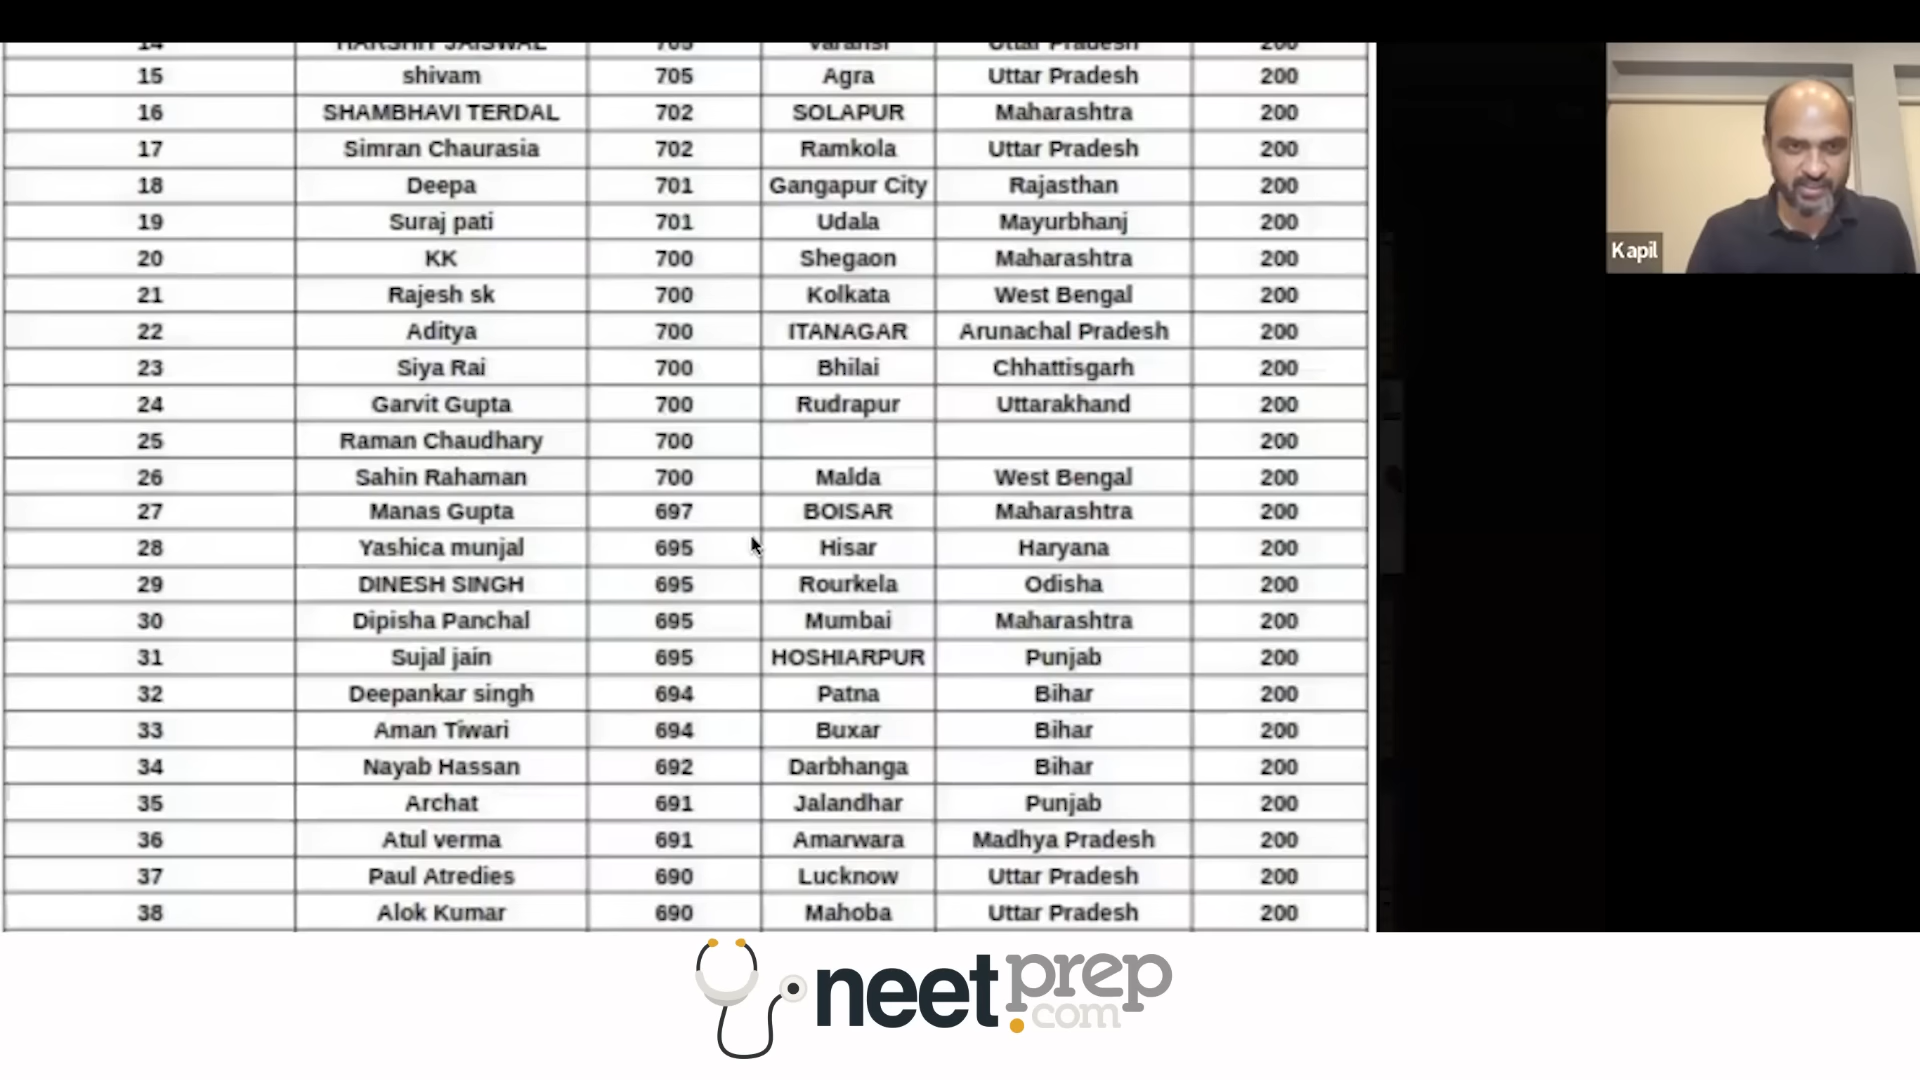 14 HARSHIT JAISWAL 705 Varansi Uttar Pradesh 200
15 shivam 705 Agra Uttar Pradesh 200
16 SHAMBHAVI TERDAL 702 SOLAPUR Maharashtra 200
17 Simran Chaurasia 702 Ramkola Uttar Pradesh 200
18 Deepa 701 Gangapur City Rajasthan 200
19 Suraj pati 701 Udala Mayurbhanj 200
20 KK 700 Shegaon Maharashtra 200
21 Rajesh sk 700 Kolkata West Bengal 200
22 Aditya 700 ITANAGAR Arunachal Pradesh 200
23 Siya Rai 700 Bhilai Chhattisgarh 200
24 Garvit Gupta 700 Rudrapur Uttarakhand 200
25 Raman Chaudhary 700 200
26 Sahin Rahaman 700 Malda West Bengal 200
27 Manas Gupta 697 BOISAR Maharashtra 200
28 Yashica munjal 695 Hisar Haryana 200
29 DINESH SINGH 695 Rourkela Odisha 200
30 Dipisha Panchal 695 Mumbai Maharashtra 200
31 Sujal jain 695 HOSHIARPUR Punjab 200
32 Deepankar singh 694 Patna Bihar 200
33 Aman Tiwari 694 Buxar Bihar 200
34 Nayab Hassan 692 Darbhanga Bihar 200
35 Archat 691 Jalandhar Punjab 200
36 Atul verma 691 Amarwara Madhya Pradesh 200
37 Paul Atredies 690 Lucknow Uttar Pradesh 200
38 Alok Kumar 690 Mahoba Uttar Pradesh 200
Kapil
neetprep
.com